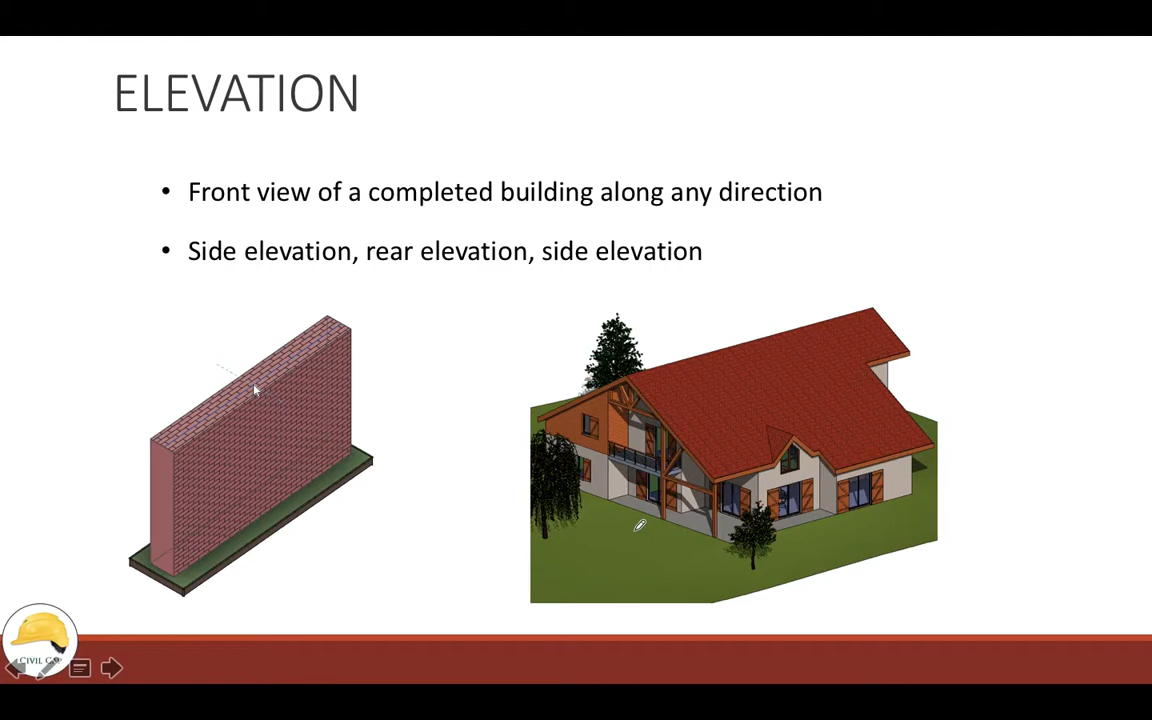 ELEVATION
• Front view of a completed building along any direction
• Side elevation, rear elevation, side elevation
CIVIL